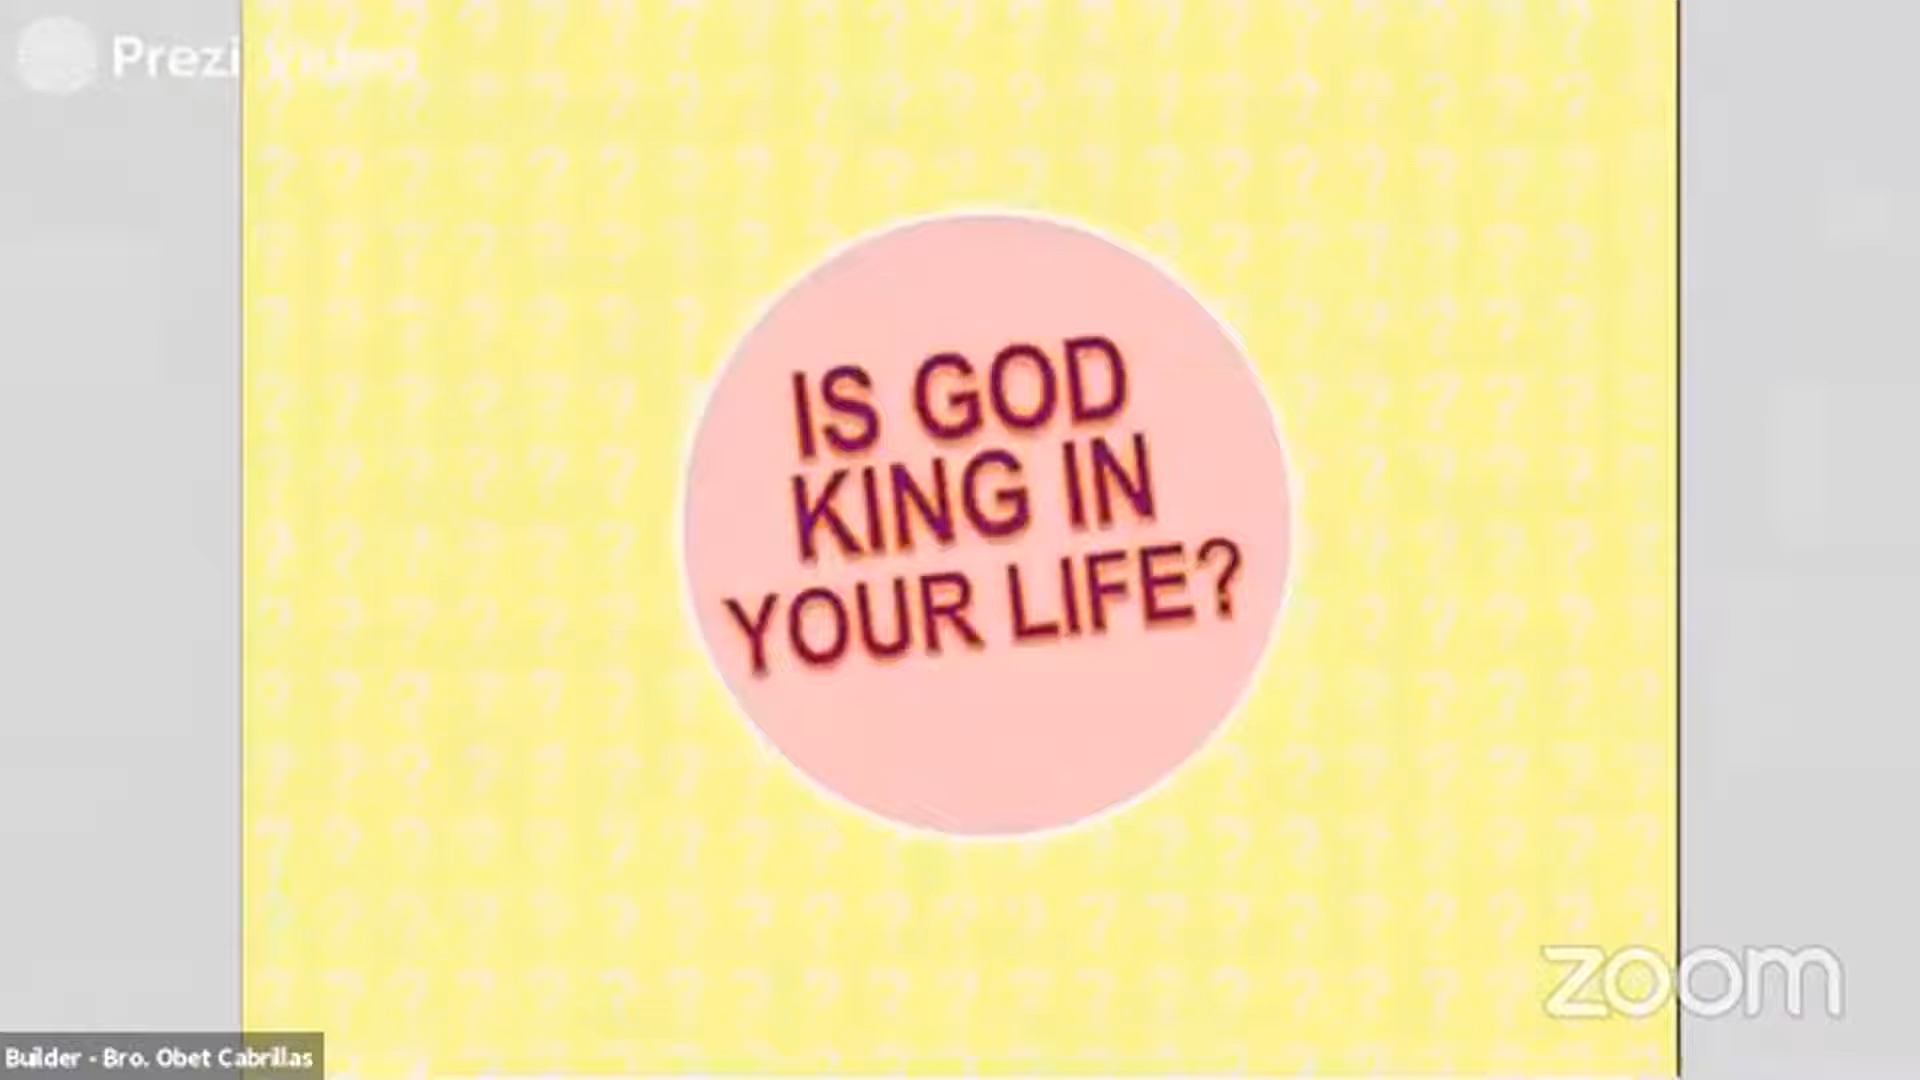 Prezi Video
IS GOD
KING IN
YOUR LIFE?
zoom
Builder - Bro. Obet Cabrillas